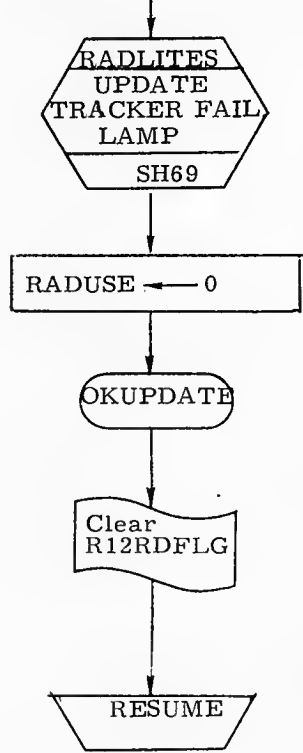 RADLITES
UPDATE
TRACKER FAIL
LAMP
SH69
RADUSE ← 0
OKUPDATE
Clear
R12RDFLG
RESUME